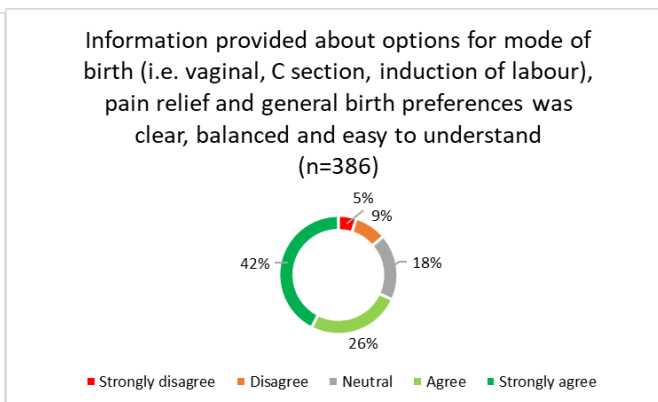 Information provided about options for mode of
birth (i.e. vaginal, C section, induction of labour),
pain relief and general birth preferences was
clear, balanced and easy to understand
(n=386)
5%
9%
42%
18%
26%
Strongly disagree Disagree Neutral Agree Strongly agree